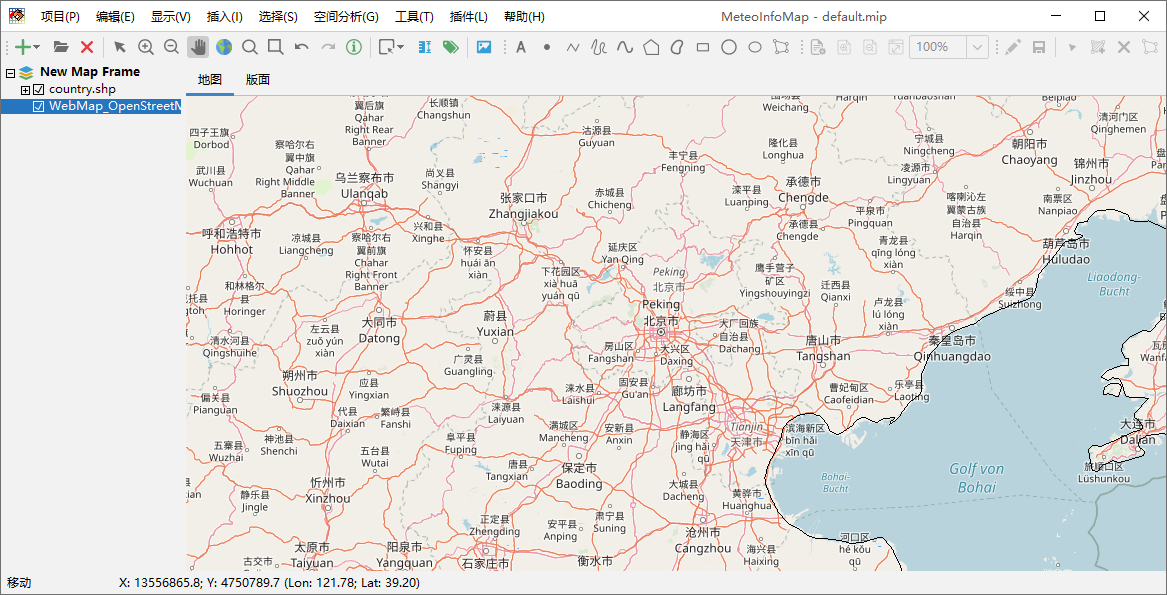 项目(P) 编辑(E) 显示(V) 插入(I) 选择(S) 空间分析(G) 工具(T) 插件(L) 帮助(H) MeteoInfoMap - default.mip
A 100%
New Map Frame
country.shp
WebMap_OpenStreetM
地图 版面
翼后旗
Qahar
Right Rear
Banner
长顺镇
Changshun
沽源县
Guyuan
Weichang
Harqin
Beipiao
清河门区
Qinghemen
四子王旗
Dorbod
察哈尔右
翼中旗
Qahar
Right Middle
Banner
武川县
Wuchuan
乌兰察布市
Ulanqab
尚义县
Shangyi
丰宁县
Fengning
隆化县
Longhua
宁城县
Ningcheng
朝阳市
Chaoyang
锦州市
Jinzhou
凌源市
Lingyuan
张家口市
Zhangjiakou
赤城县
Chicheng
滦平县
Luanping
承德市
Chengde
平泉市
Pingquan
喀喇沁左
翼蒙古族
自治县
Harqin
南票区
Nanpiao
呼和浩特市
Hohhot
凉城县
Liangcheng
察哈尔右
翼前旗
Chahar
Right Front
Banner
兴和县
Xinghe
怀安县
huái ān
xiàn
延庆区
Yan Qing
承德县
Chengde
青龙县
qīng lóng
xiàn
葫芦岛市
Huludao
Liaodong-
Bucht
下花园区
xià huā
yuán qū
Peking
北京市
Peking
北京市
鹰手营子
矿区
Yingshouyingzi
迁西县
Qianxi
卢龙县
lú lóng
xiàn
绥中县
Suizhong
和林格尔
Horinger
托县
清水河县
Qingshuihe
左云县
zuǒ yún
xiàn
大同市
Datong
蔚县
Yuxian
房山区
Fangshan
大兴区
Daxing
大厂回族
自治县
Dachang
唐山市
Tangshan
秦皇岛市
Qinhuangdao
朔州市
Shuozhou
应县
Yingxian
广灵县
Guangling
涞水县
Laishui
固安县
Gu'an
廊坊市
Langfang
曹妃甸区
Caofeidian
乐亭县
Laoting
偏关县
Pianguan
代县
Daixian
繁峙县
Fanshi
涞源县
Laiyuan
满城区
Mancheng
安新县
Anxin
静海区
jìng hǎi
qū
Tianjin
天津市
滨海新区
bīn hǎi
xīn qū
大连市
Dalian
五寨县
Wuzhai
神池县
Shenchi
五台县
Wutai
阜平县
Fuping
唐县
Tangxian
保定市
Baoding
大城县
Dacheng
黄骅市
Huanghua
Bohai-
Bucht
Golf von
Bohai
旅顺口区
Lüshunkou
静乐县
Jingle
忻州市
Xinzhou
正定县
Zhengding
安平县
Anping
肃宁县
Suning
沧州市
Cangzhou
海兴县
Haixing
河口区
hé kǒu
qū
古交市
太原市
Taiyuan
阳泉市
Yangquan
石家庄市
衡水市
移动 X: 13556865.8; Y: 4750789.7 (Lon: 121.78; Lat: 39.20)